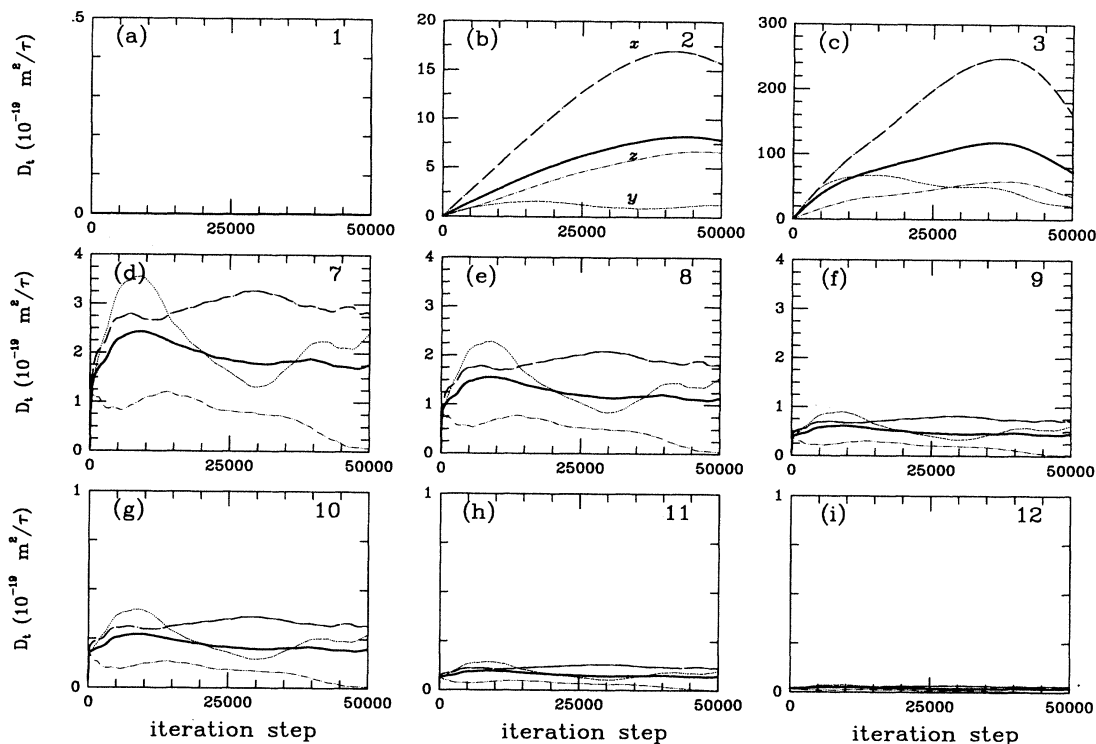 D_t (10^-19 m^2/τ)
(a) 1
.5
0
0 25000 50000
(b) 2
20
15
10
5
0
x
z
y
0 25000 50000
(c) 3
300
200
100
0
0 25000 50000
D_t (10^-19 m^2/τ)
(d) 7
4
3
2
1
0
0 25000 50000
(e) 8
4
3
2
1
0
0 25000 50000
(f) 9
4
3
2
1
0
0 25000 50000
D_t (10^-19 m^2/τ)
(g) 10
1
0
0 25000 50000
iteration step
(h) 11
1
0
0 25000 50000
iteration step
(i) 12
1
0
0 25000 50000
iteration step